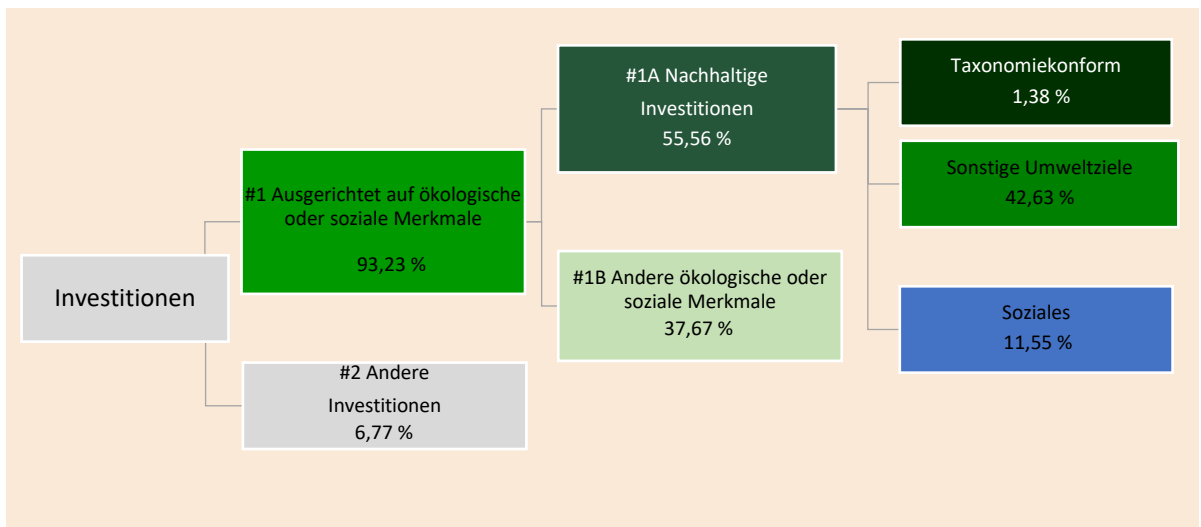 Investitionen
#1 Ausgerichtet auf ökologische
oder soziale Merkmale
93,23 %
#2 Andere
Investitionen
6,77 %
#1A Nachhaltige
Investitionen
55,56 %
#1B Andere ökologische oder
soziale Merkmale
37,67 %
Taxonomiekonform
1,38 %
Sonstige Umweltziele
42,63 %
Soziales
11,55 %